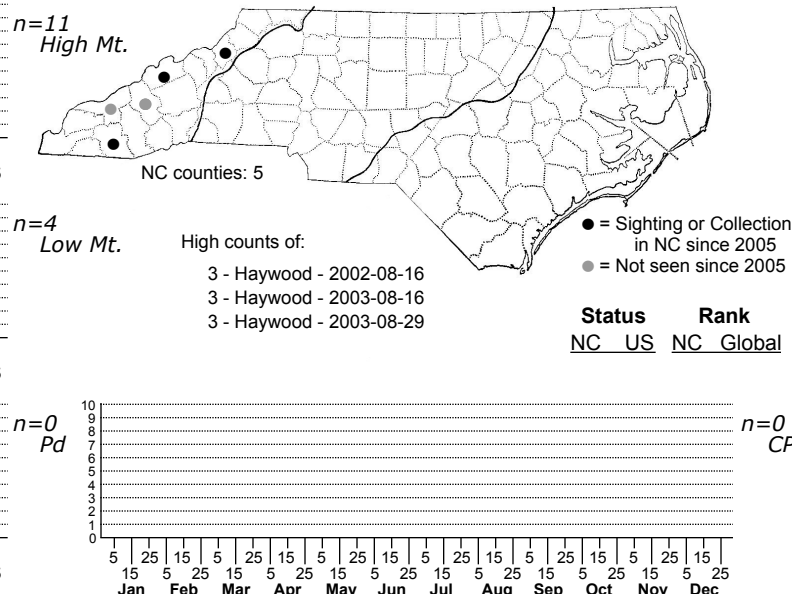 n=11
High Mt.
NC counties: 5
n=4
Low Mt.
High counts of:
3 - Haywood - 2002-08-16
3 - Haywood - 2003-08-16
3 - Haywood - 2003-08-29
= Sighting or Collection
in NC since 2005
= Not seen since 2005
Status Rank
NC US NC Global
n=0
Pd
n=0
CP
10
9
8
7
6
5
4
3
2
1
0
5 25 15 5 25 15 5 25 15 5 25 15 5 25 15 5 25 15
15 5 25 15 5 25 15 5 25 15 5 25 15 5 25 15 5 25
Jan Feb Mar Apr May Jun Jul Aug Sep Oct Nov Dec